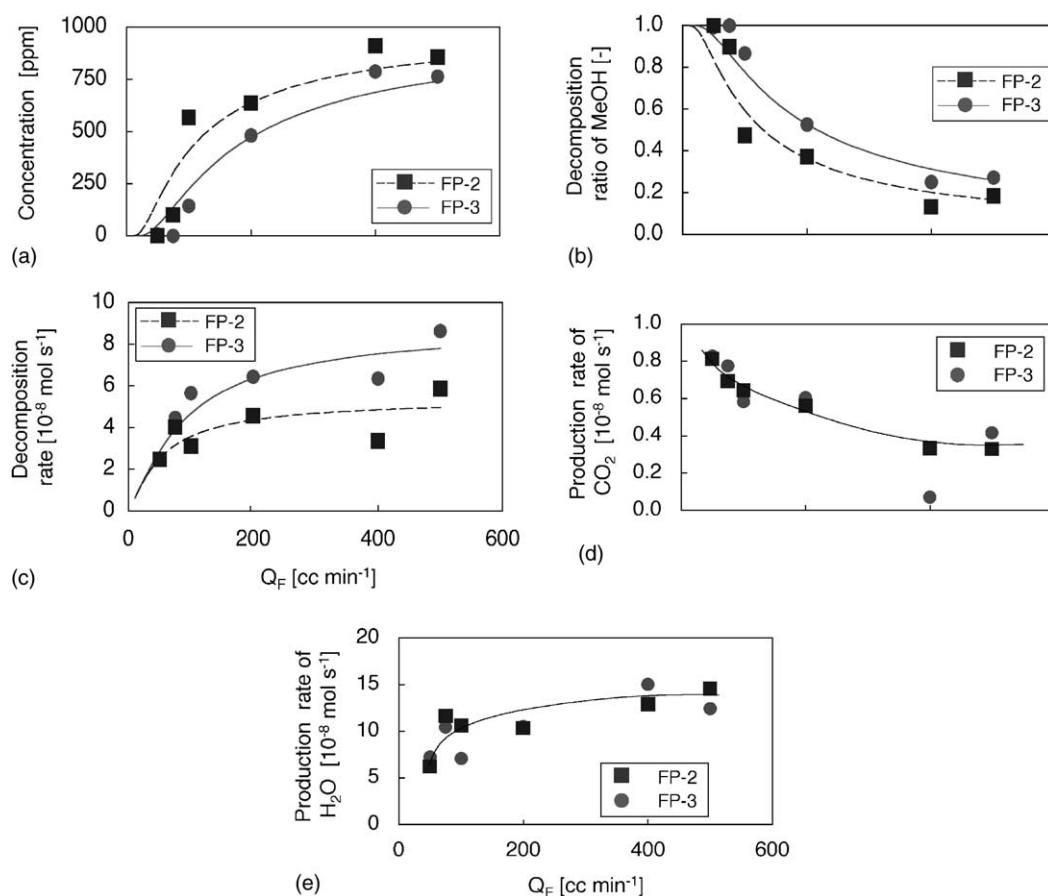 1000
750
500
250
0
Concentration [ppm]
FP-2
FP-3
(a)
1.0
0.8
0.6
0.4
0.2
0.0
Decomposition
ratio of MeOH [-]
FP-2
FP-3
(b)
10
8
6
4
2
0
Decomposition
rate [10⁻⁸ mol s⁻¹]
FP-2
FP-3
0
200
400
600
(c)
Q_F [cc min⁻¹]
1.0
0.8
0.6
0.4
0.2
0.0
Production rate of
CO₂ [10⁻⁸ mol s⁻¹]
FP-2
FP-3
(d)
20
15
10
5
0
Production rate of
H₂O [10⁻⁸ mol s⁻¹]
FP-2
FP-3
0
200
400
600
(e)
Q_F [cc min⁻¹]